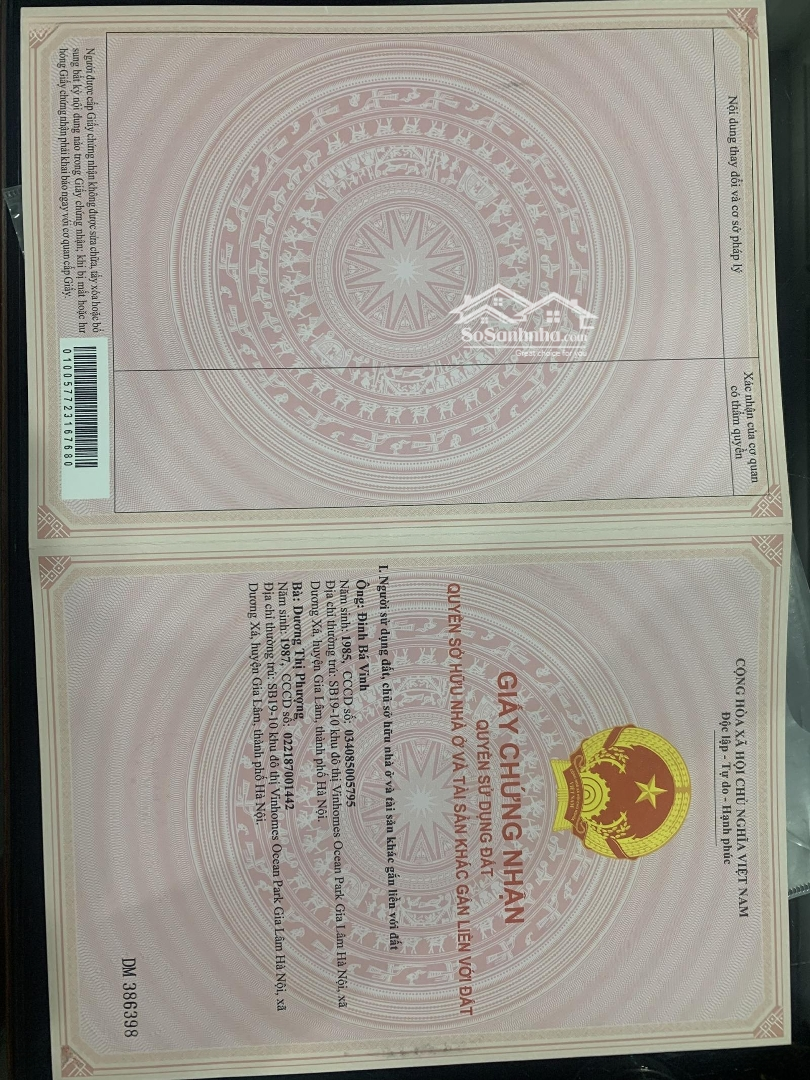 Nội dung thay đổi và cơ sở pháp lý
Xác nhận của cơ quan
có thẩm quyền
Người được cấp Giấy chứng nhận không được sửa chữa, tẩy xóa hoặc bổ
sung bất kỳ nội dung nào trong Giấy chứng nhận; khi bị mất hoặc hư
hỏng Giấy chứng nhận phải khai báo ngay với cơ quan cấp Giấy.
010057723167680
SoSanhnha.com
Great choice for you
CỘNG HÒA XÃ HỘI CHỦ NGHĨA VIỆT NAM
Độc lập - Tự do - Hạnh phúc
VIỆT NAM
GIẤY CHỨNG NHẬN
QUYỀN SỬ DỤNG ĐẤT
QUYỀN SỞ HỮU NHÀ Ở VÀ TÀI SẢN KHÁC GẮN LIỀN VỚI ĐẤT
I. Người sử dụng đất, chủ sở hữu nhà ở và tài sản khác gắn liền với đất
Ông: Đinh Bá Vinh
Năm sinh: 1985, CCCD số: 034085005795
Địa chỉ thường trú: SB19-10 khu đô thị Vinhomes Ocean Park Gia Lâm Hà Nội, xã
Dương Xá, huyện Gia Lâm, thành phố Hà Nội.
Bà: Dương Thị Phượng
Năm sinh: 1987, CCCD số: 022187001442
Địa chỉ thường trú: SB19-10 khu đô thị Vinhomes Ocean Park Gia Lâm Hà Nội, xã
Dương Xá, huyện Gia Lâm, thành phố Hà Nội.
DM 386398